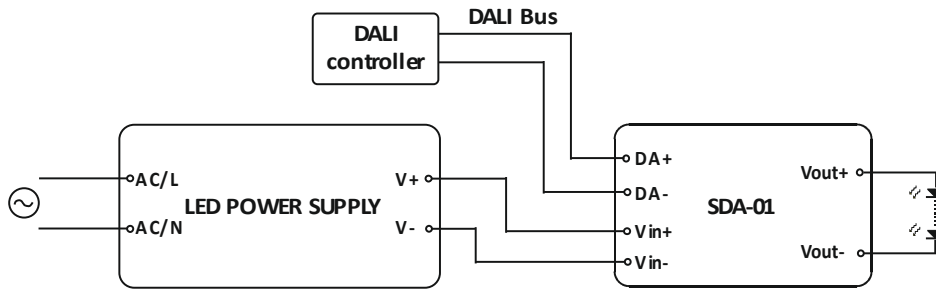 DALI Bus
DALI
controller
AC/L
AC/N
LED POWER SUPPLY
V+
V-
DA+
DA-
Vin+
Vin-
SDA-01
Vout+
Vout-